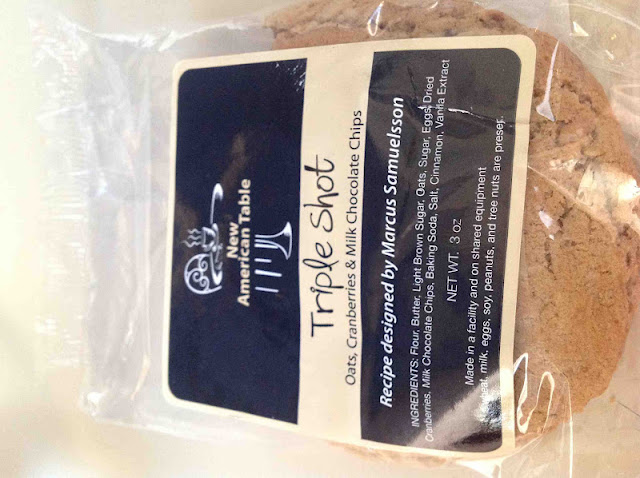 New
American Table
Triple Shot
Oats, Cranberries & Milk Chocolate Chips
Recipe designed by Marcus Samuelsson
INGREDIENTS: Flour, Butter, Light Brown Sugar, Oats, Sugar, Eggs, Dried
Cranberries, Milk Chocolate Chips, Baking Soda, Salt, Cinnamon, Vanilla Extract
NET WT. 3 oz
Made in a facility and on shared equipment
milk, eggs, soy, peanuts, and tree nuts are